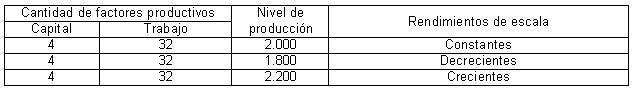 Cantidad de factores productivos Nivel de producción Rendimientos de escala
Capital Trabajo
4 32 2.000 Constantes
4 32 1.800 Decrecientes
4 32 2.200 Crecientes